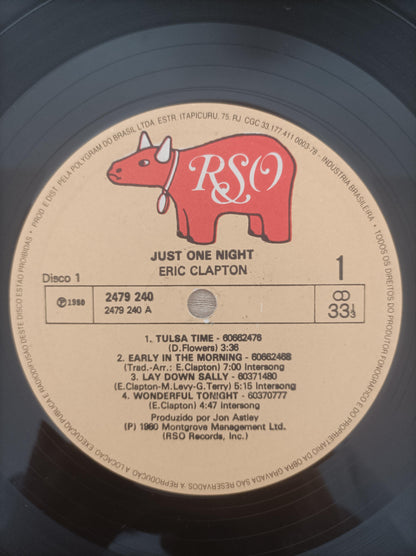 PROD. E DIST. PELA POLYGRAM DO BRASIL LTDA. ESTR. ITAPICURU, 75, RJ CGC 33.177.411 0003-78 - INDÚSTRIA BRASILEIRA • TODOS OS DIREITOS DO PRODUTOR FONOGRÁFICO E DO PROPRIETÁRIO DA OBRA GRAVADA SÃO RESERVADOS. A REPRODUÇÃO, A LOCAÇÃO, EXECUÇÃO PÚBLICA E RADIODIFUSÃO DESTE DISCO ESTÃO PROIBIDAS •
RSO
JUST ONE NIGHT
ERIC CLAPTON
Disco 1
1
℗ 1980
2479 240
2479 240 A
33 1/3
1. TULSA TIME - 60662476
(D.Flowers) 3:36
2. EARLY IN THE MORNING - 60662468
(Trad.-Arr.: E.Clapton) 7:00 Intersong
3. LAY DOWN SALLY - 60371480
(E.Clapton-M.Levy-G.Terry) 5:15 Intersong
4. WONDERFUL TONIGHT - 60370777
(E.Clapton) 4:47 Intersong
Produzido por Jon Astley
(P) 1980 Montgrove Management Ltd.
(RSO Records, Inc.)